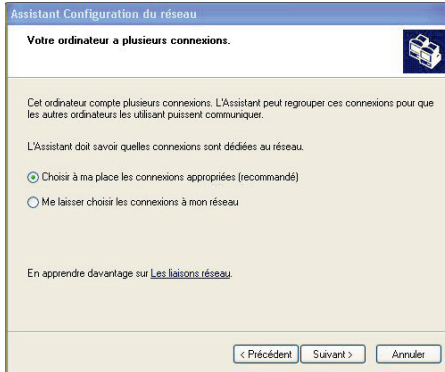 Assistant Configuration du réseau
Votre ordinateur a plusieurs connexions.
Cet ordinateur compte plusieurs connexions. L'Assistant peut regrouper ces connexions pour que
les autres ordinateurs les utilisant puissent communiquer.
L'Assistant doit savoir quelles connexions sont dédiées au réseau.
Choisir à ma place les connexions appropriées (recommandé)
Me laisser choisir les connexions à mon réseau
En apprendre davantage sur Les liaisons réseau.
< Précédent Suivant > Annuler